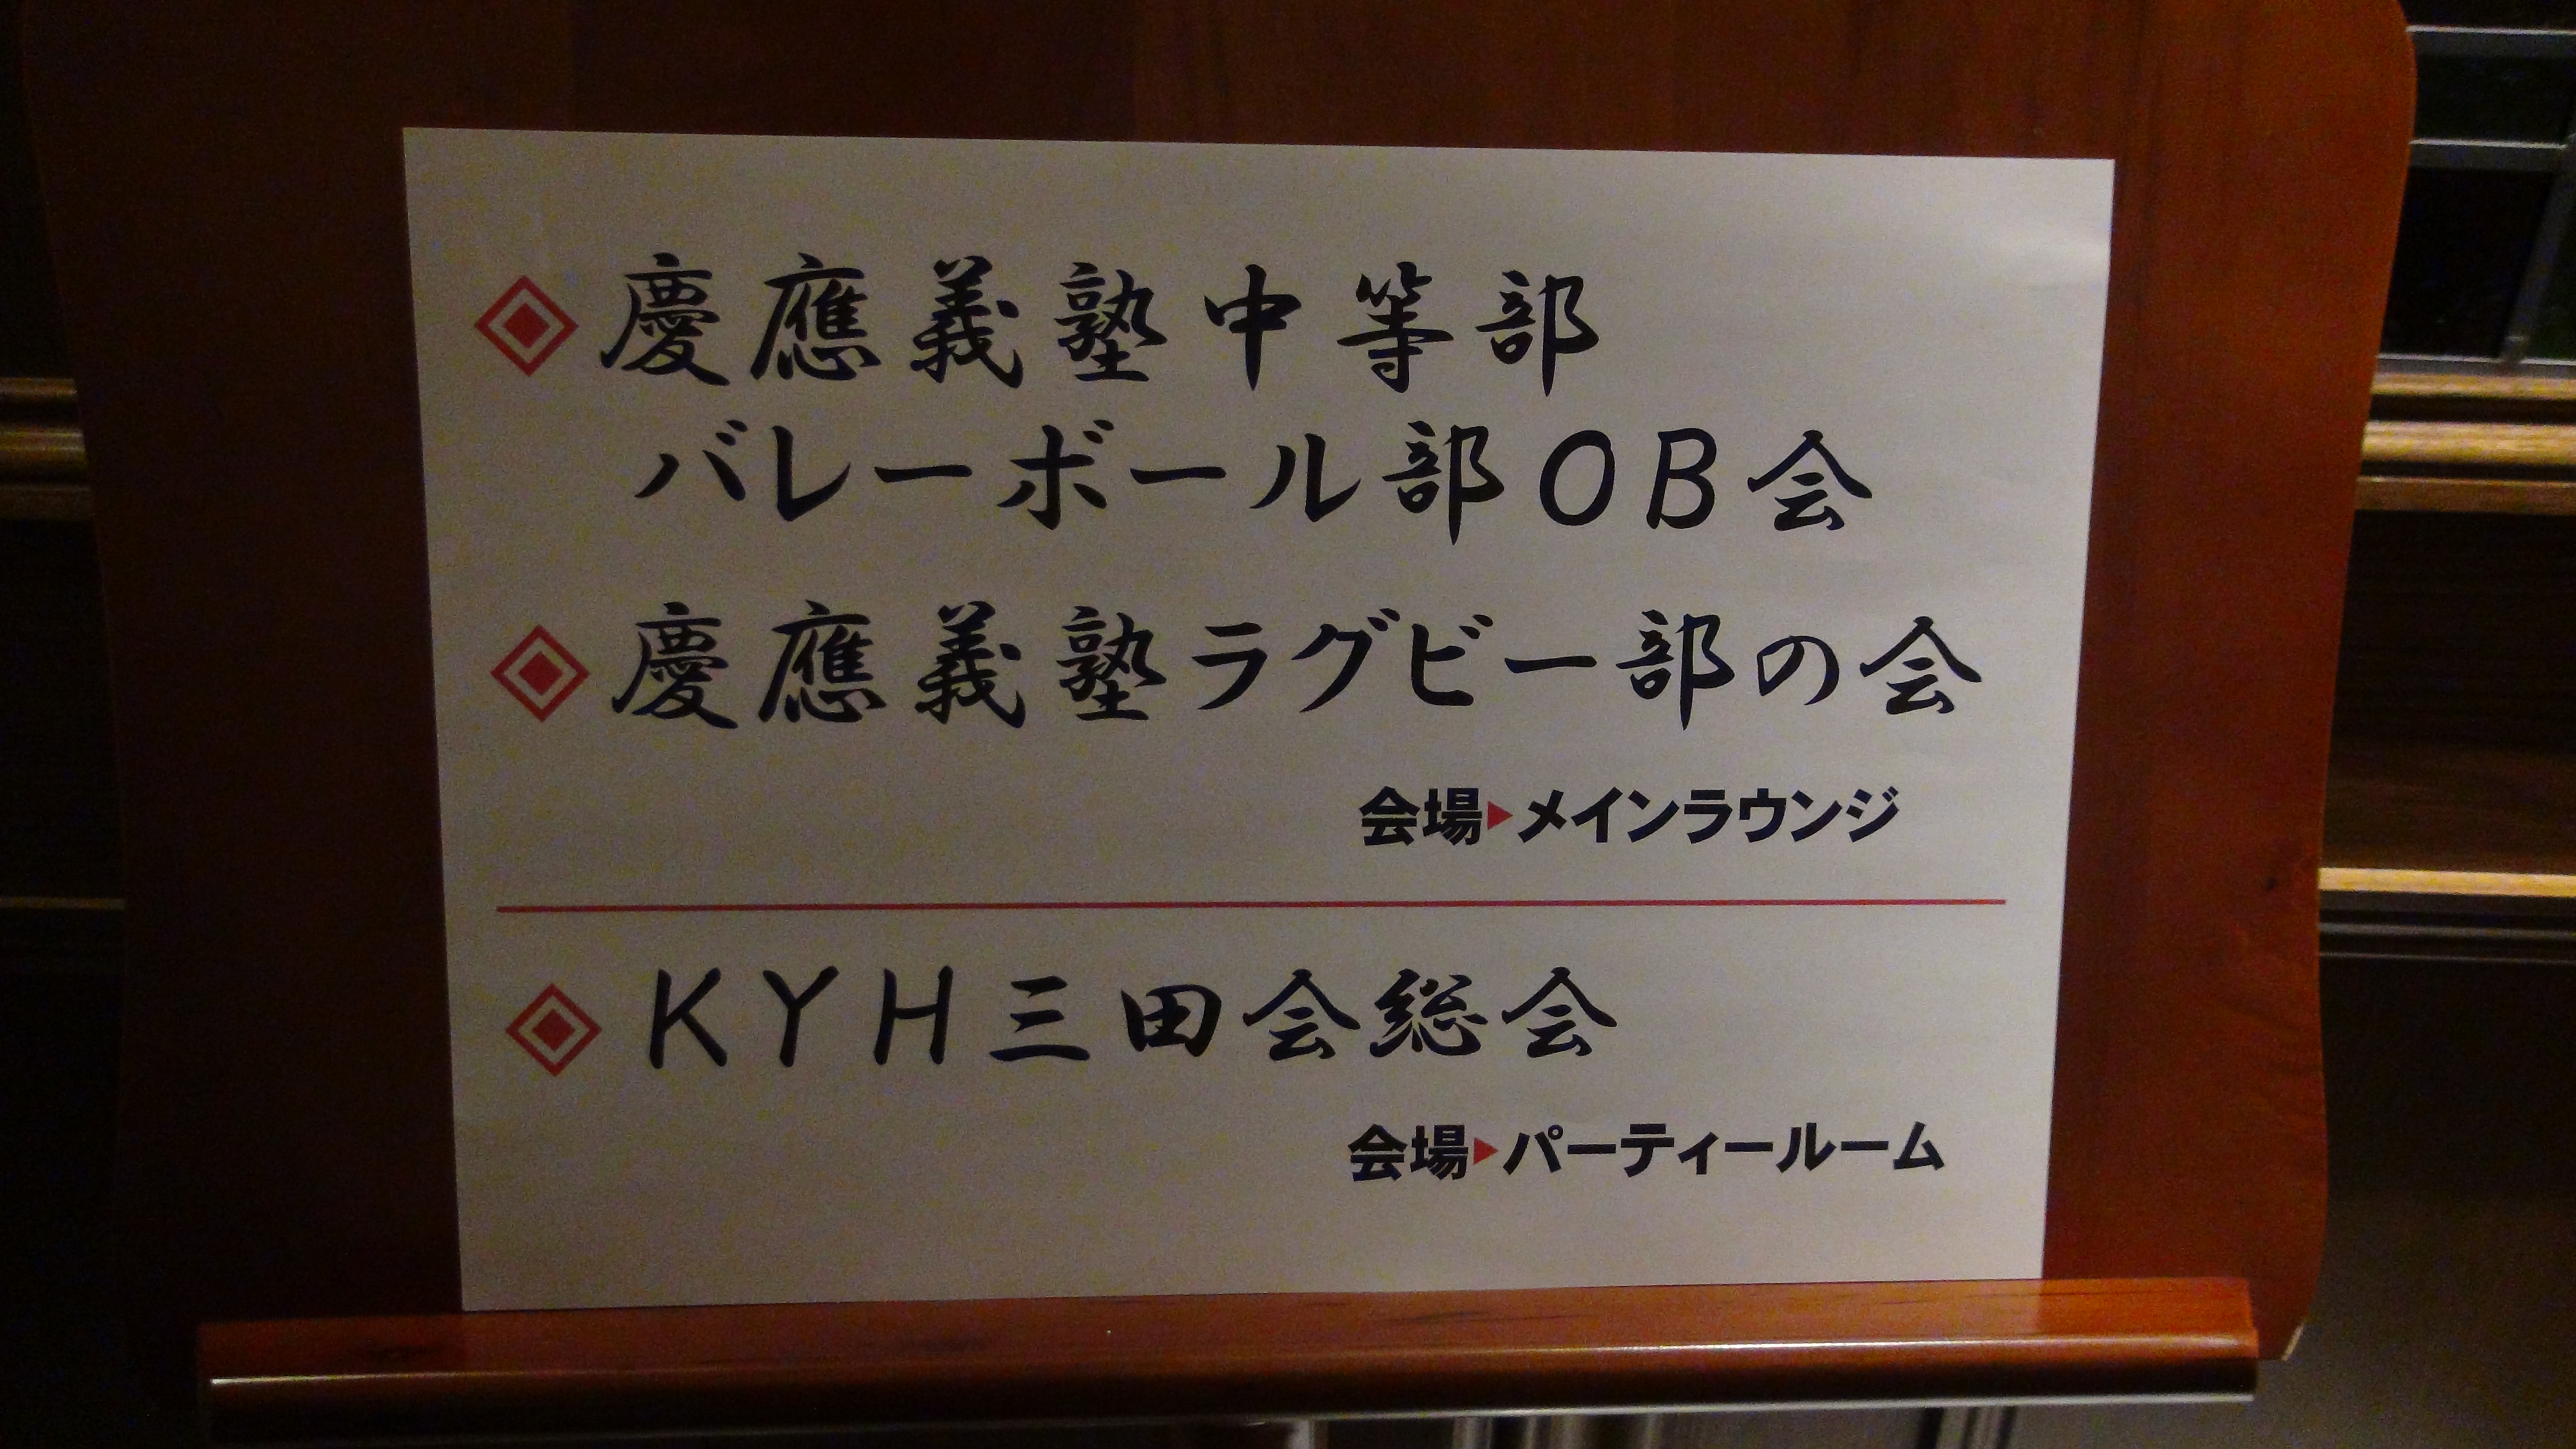 慶應義塾中等部
バレーボール部OB会
慶應義塾ラグビー部の会
会場▶メインラウンジ
KYH三田会総会
会場▶パーティールーム